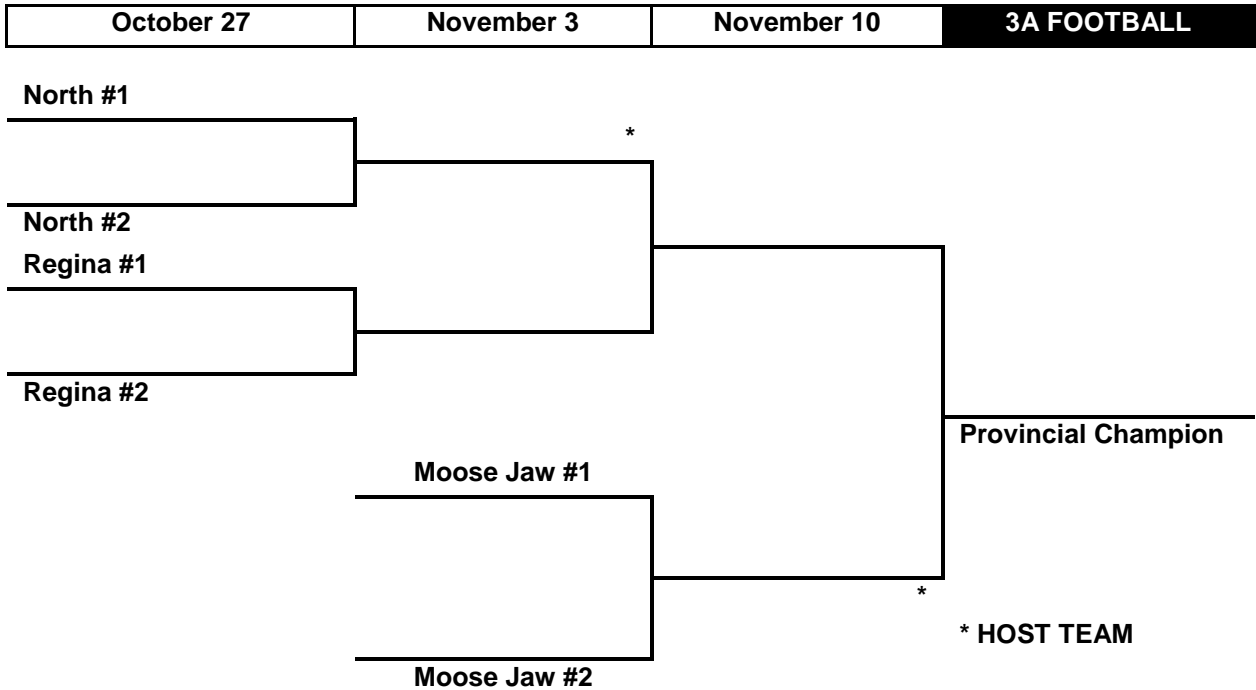 October 27 November 3 November 10 3A FOOTBALL
North #1
*
North #2
Regina #1
Regina #2
Provincial Champion
Moose Jaw #1
*
* HOST TEAM
Moose Jaw #2